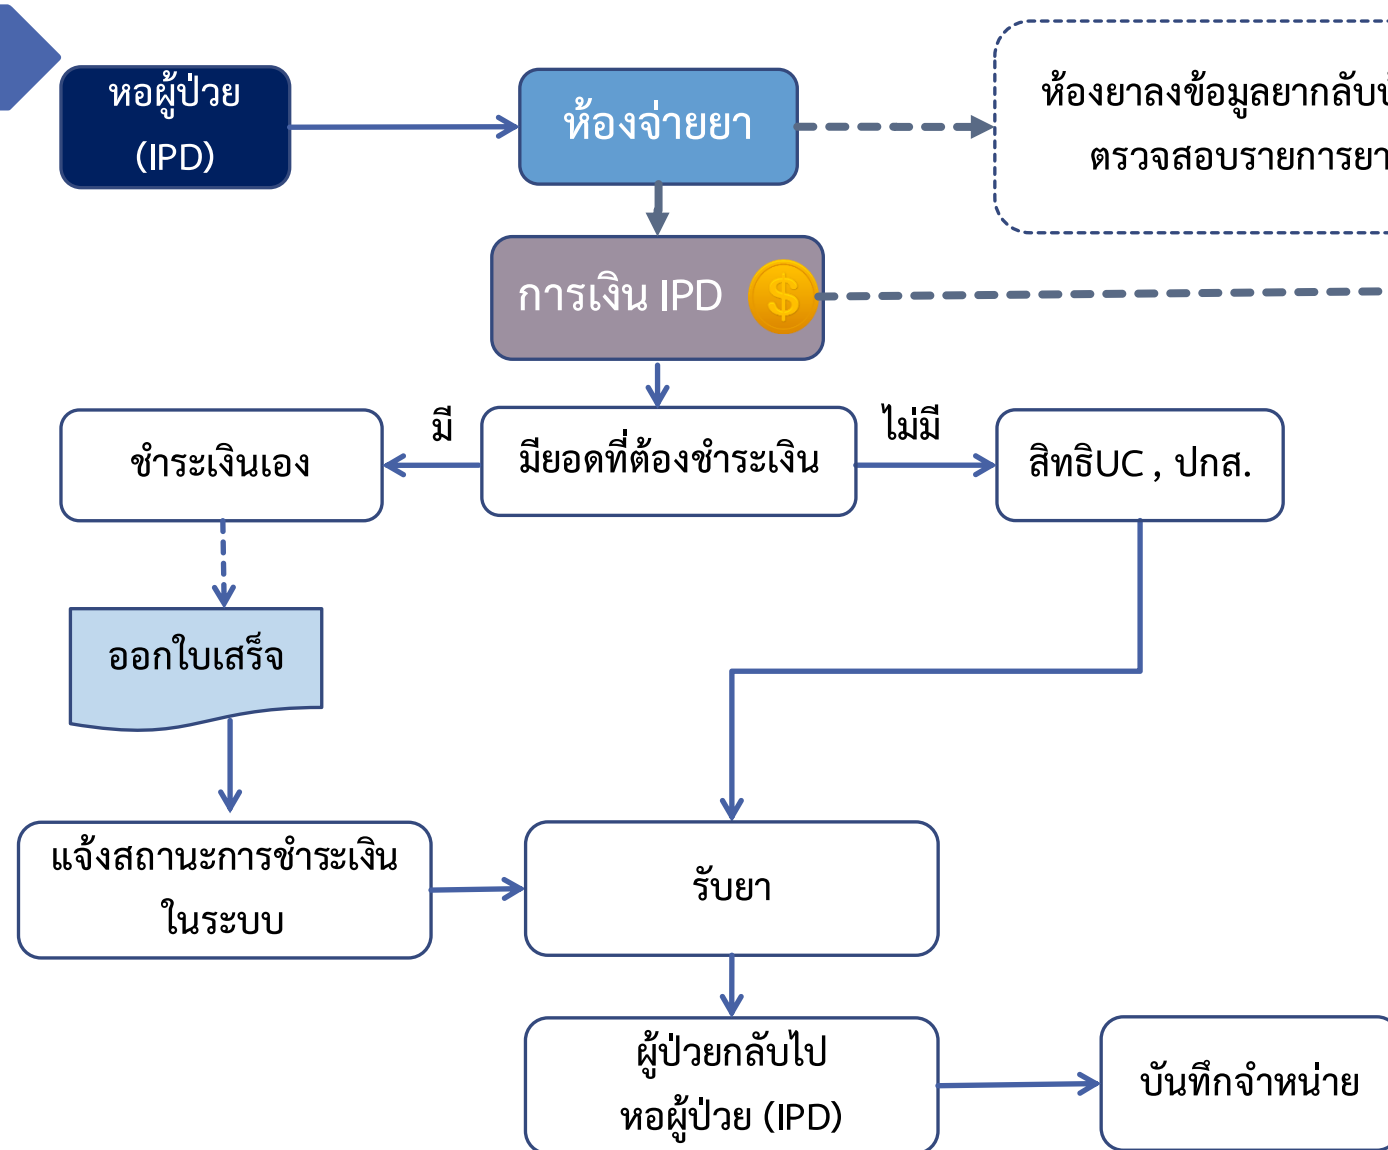 หอผู้ป่วย
(IPD)
ห้องจ่ายยา
ห้องยาลงข้อมูลยากลับ
ตรวจสอบรายการยา
การเงิน IPD
$
มี
ไม่มี
ชำระเงินเอง
มียอดที่ต้องชำระเงิน
สิทธิUC , ปกส.
ออกใบเสร็จ
แจ้งสถานะการชำระเงิน
ในระบบ
รับยา
ผู้ป่วยกลับไป
หอผู้ป่วย (IPD)
บันทึกจำหน่าย